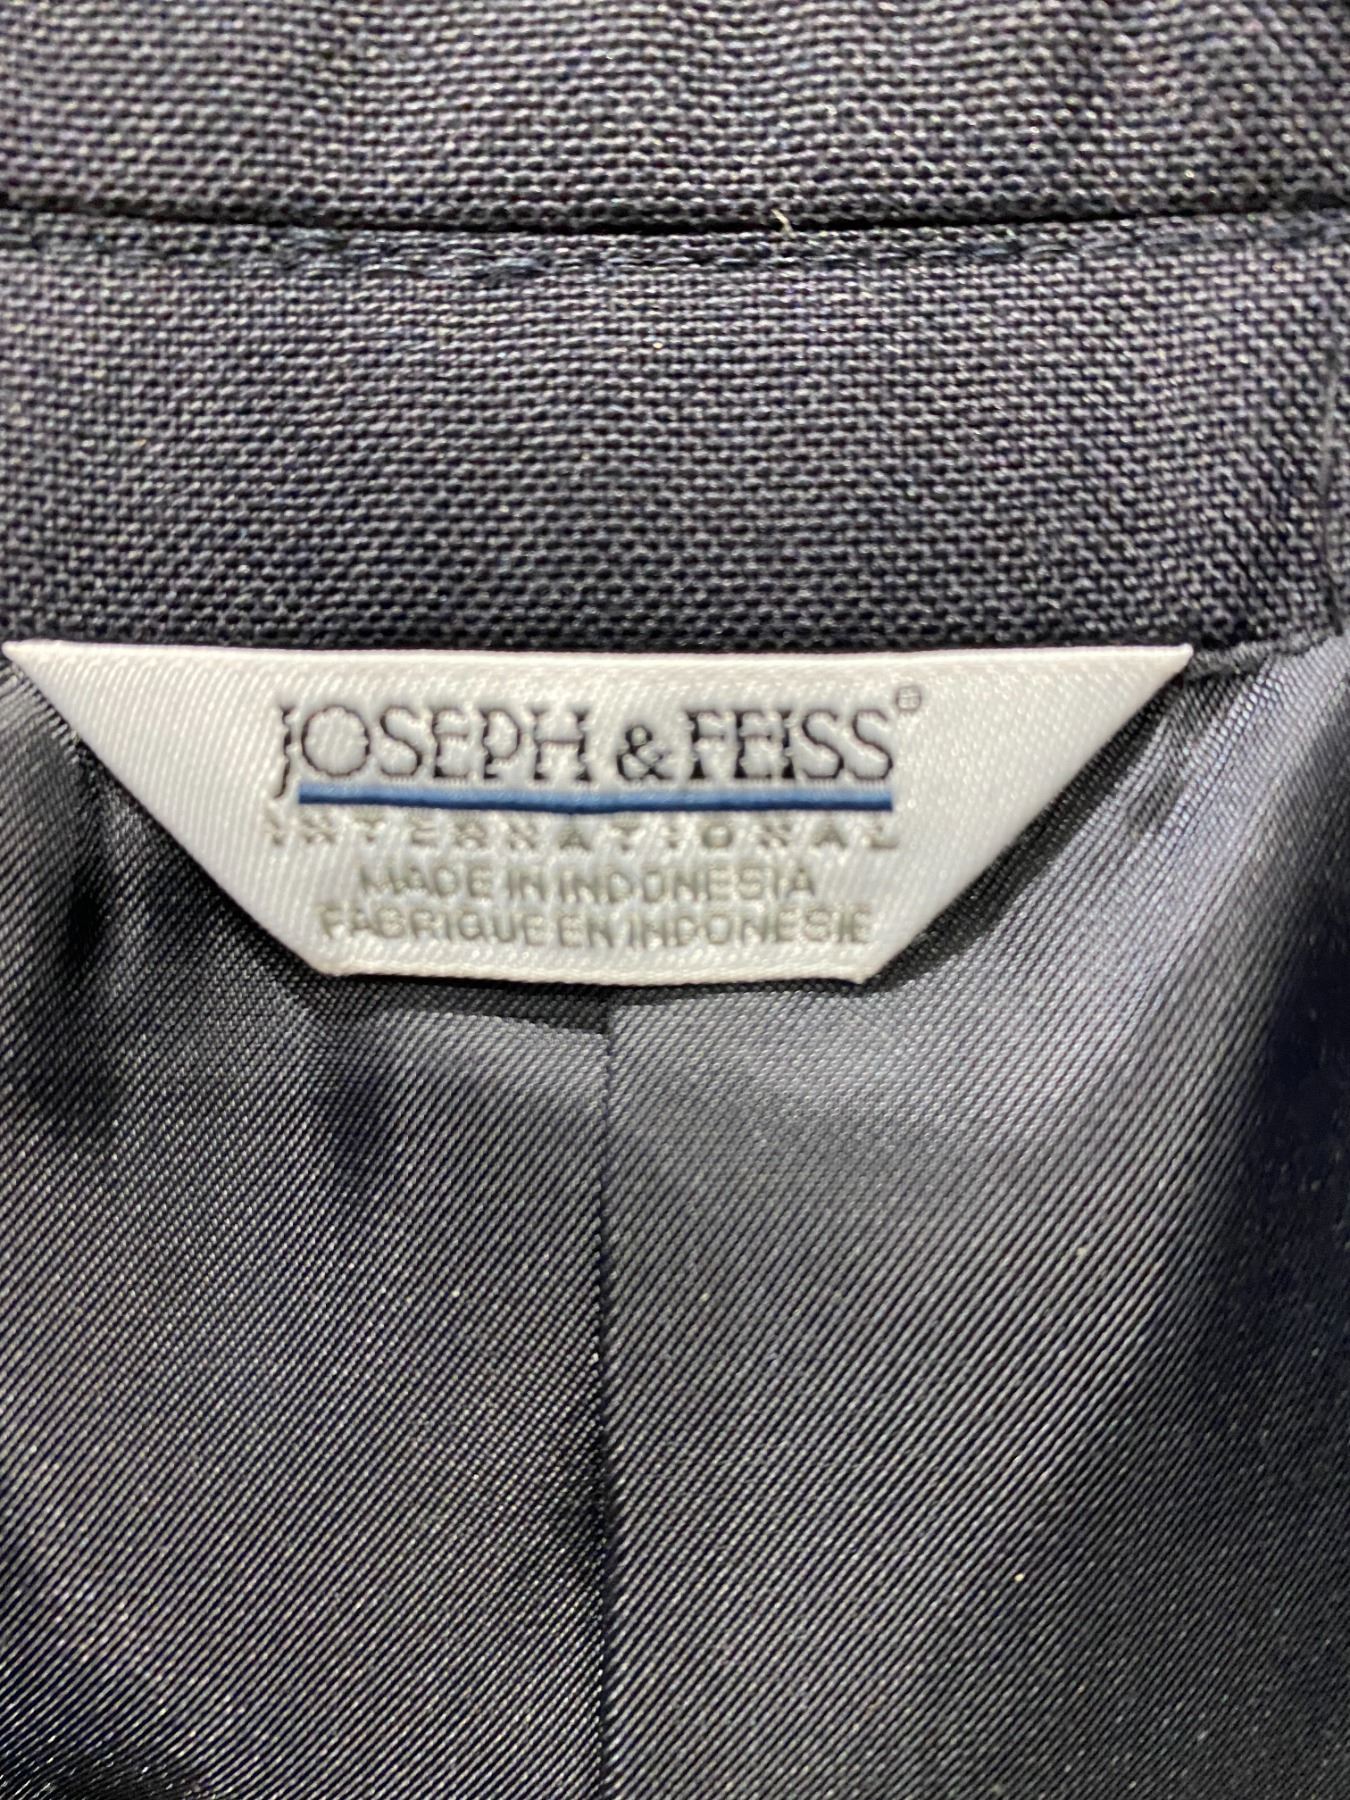 JOSEPH & FEISS®
INTERNATIONAL
MADE IN INDONESIA
FABRIQUE EN INDONESIE